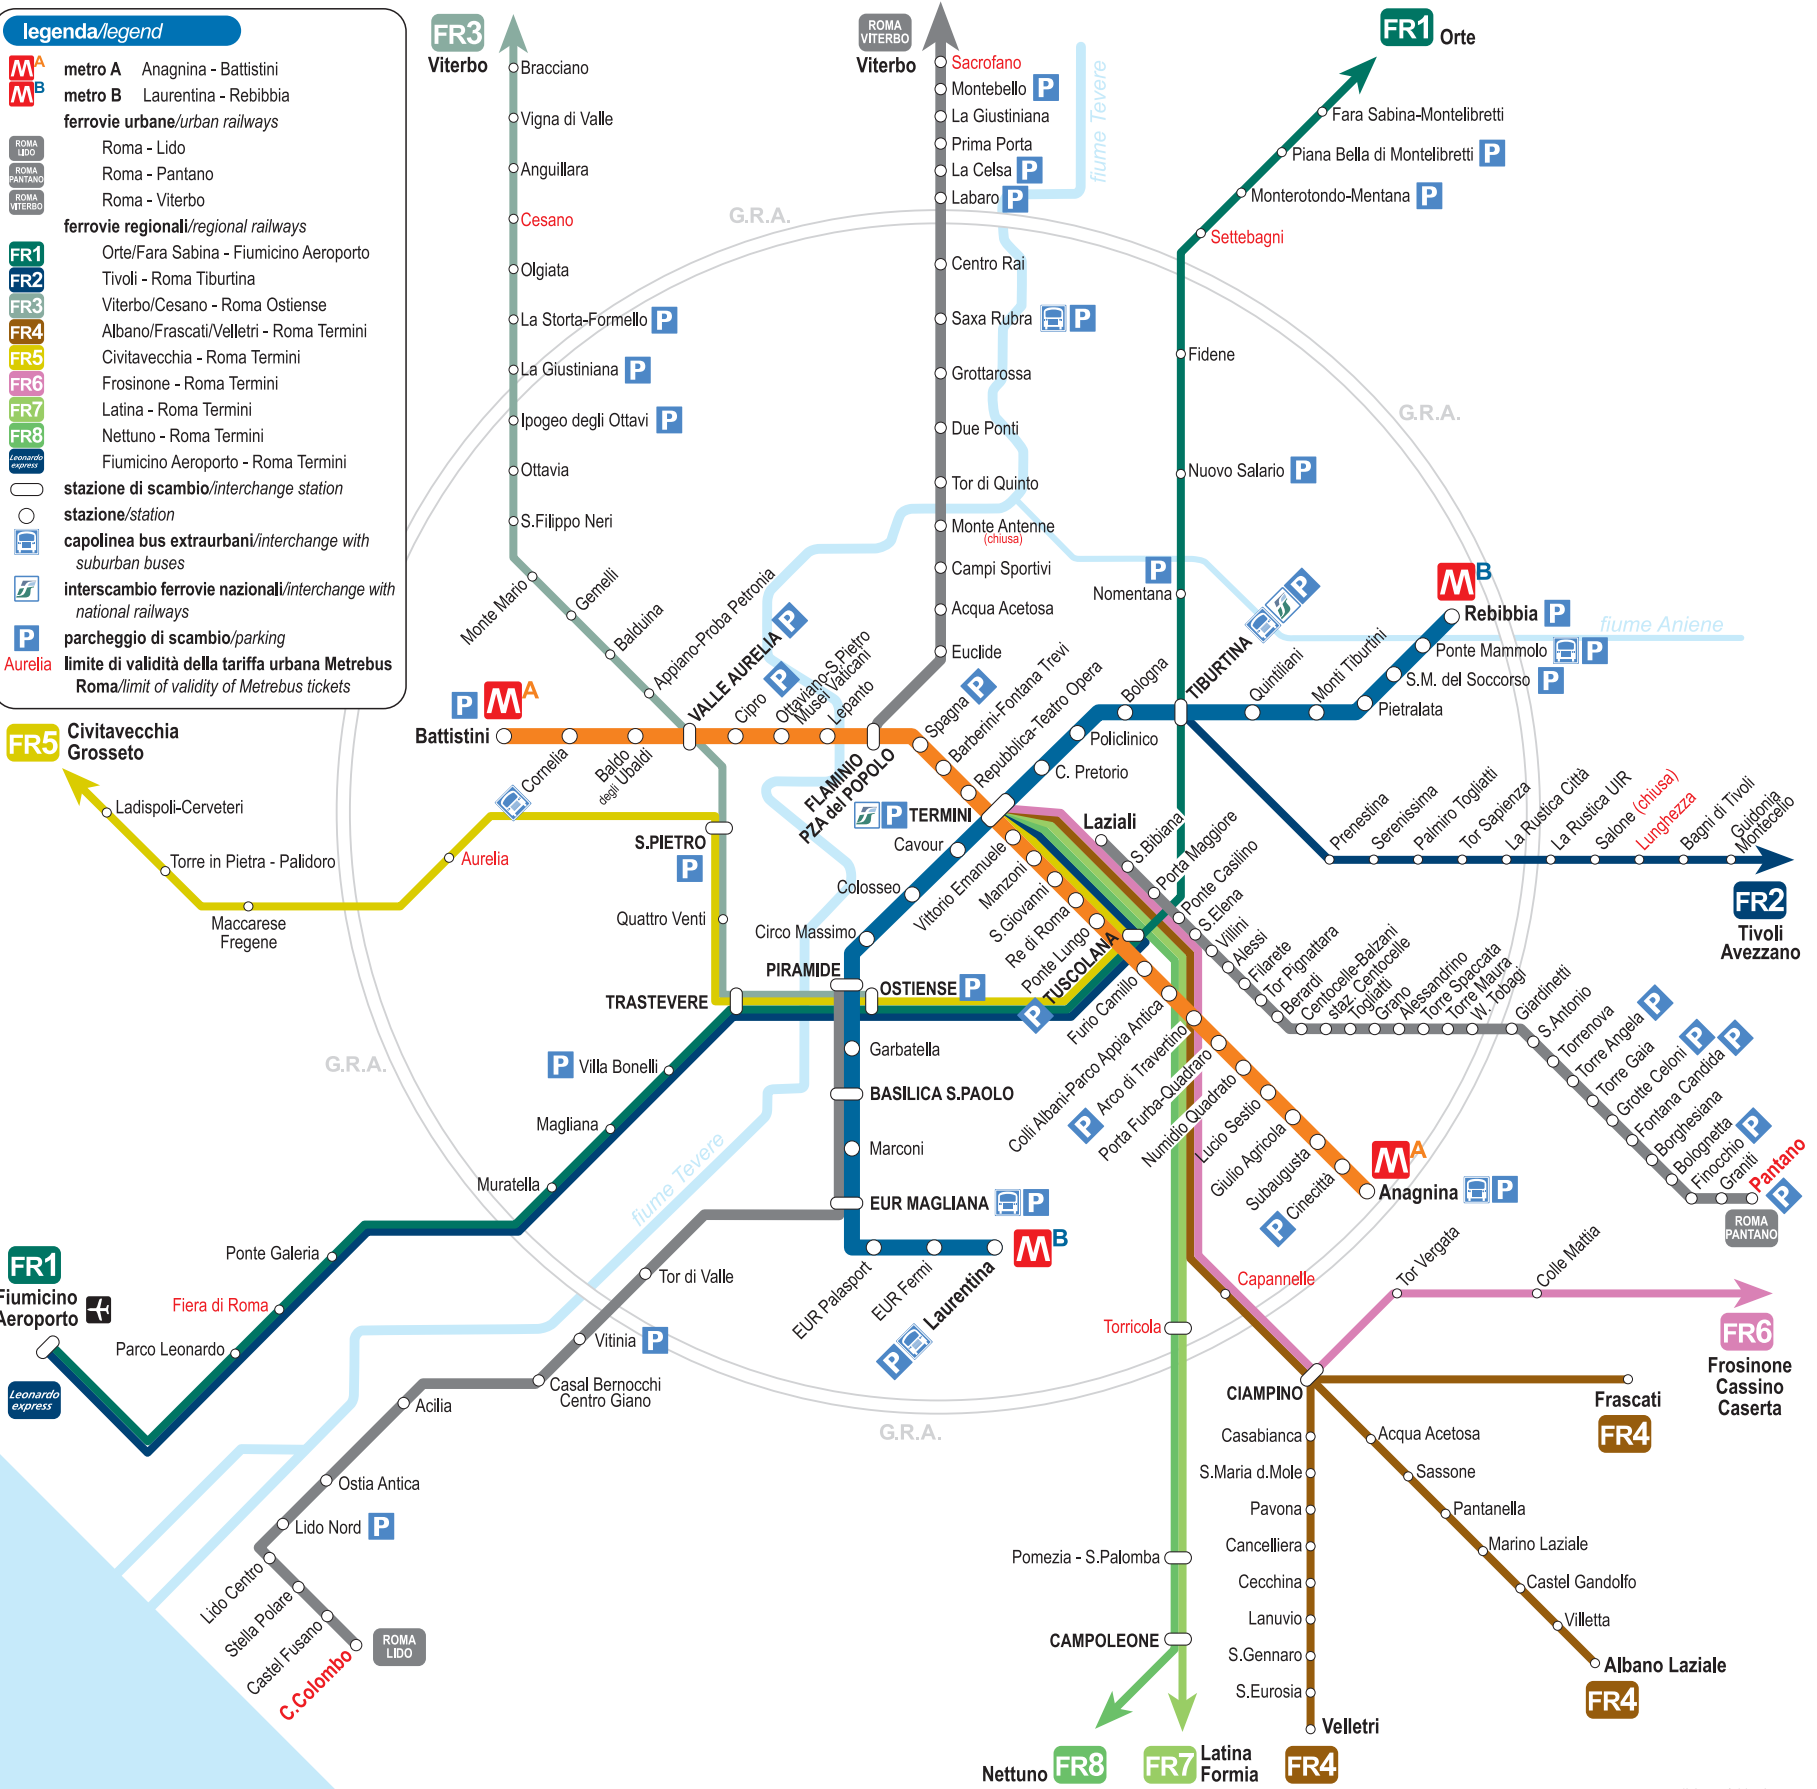 legenda/legend
M A metro A Anagnina - Battistini
M B metro B Laurentina - Rebibbia
ferrovie urbane/urban railways
ROMA LIDO Roma - Lido
ROMA PANTANO Roma - Pantano
ROMA VITERBO Roma - Viterbo
ferrovie regionali/regional railways
FR1 Orte/Fara Sabina - Fiumicino Aeroporto
FR2 Tivoli - Roma Tiburtina
FR3 Viterbo/Cesano - Roma Ostiense
FR4 Albano/Frascati/Velletri - Roma Termini
FR5 Civitavecchia - Roma Termini
FR6 Frosinone - Roma Termini
FR7 Latina - Roma Termini
FR8 Nettuno - Roma Termini
Leonardo express Fiumicino Aeroporto - Roma Termini
stazione di scambio/interchange station
stazione/station
capolinea bus extraurbani/interchange with
suburban buses
interscambio ferrovie nazionali/interchange with
national railways
P parcheggio di scambio/parking
Aurelia limite di validità della tariffa urbana Metrebus
Roma/limit of validity of Metrebus tickets
FR3
Viterbo
Bracciano
Vigna di Valle
Anguillara
Cesano
Olgiata
La Storta-Formello P
La Giustiniana P
Ipogeo degli Ottavi P
Ottavia
S.Filippo Neri
Monte Mario
Gemelli
Balduina
Appiano-Proba Petronia
VALLE AURELIA P
ROMA
VITERBO
Viterbo
Sacrofano
Montebello P
La Giustiniana
Prima Porta
La Celsa P
Labaro P
Centro Rai
Saxa Rubra P
Grottarossa
Due Ponti
Tor di Quinto
Monte Antenne
(chiusa)
Campi Sportivi
Acqua Acetosa
Euclide
fiume Tevere
G.R.A.
FR1 Orte
Fara Sabina-Montelibretti
Piana Bella di Montelibretti P
Monterotondo-Mentana P
Settebagni
Fidene
G.R.A.
Nuovo Salario P
P
Nomentana
TIBURTINA P
M B
Rebibbia P
fiume Aniene
Ponte Mammolo P
S.M. del Soccorso P
Pietralata
Monti Tiburtini
Quintiliani
Bologna
Policlinico
C. Pretorio
P M A
Battistini
Cornelia
Baldo
degli Ubaldi
Cipro P
Ottaviano-S.Pietro
Musei Vaticani
Lepanto
FLAMINIO
PZA del POPOLO
Spagna P
Barberini-Fontana Trevi
Repubblica-Teatro Opera
P TERMINI
Cavour
Colosseo
Circo Massimo
PIRAMIDE
OSTIENSE P
Garbatella
BASILICA S.PAOLO
Marconi
EUR MAGLIANA P
EUR Palasport
EUR Fermi
P Laurentina
M B
FR5 Civitavecchia
Grosseto
Ladispoli-Cerveteri
Torre in Pietra - Palidoro
Maccarese
Fregene
Aurelia
S.PIETRO
P
Quattro Venti
TRASTEVERE
P Villa Bonelli
Magliana
Muratella
Ponte Galeria
Fiera di Roma
Parco Leonardo
FR1
Fiumicino
Aeroporto
Leonardo
express
G.R.A.
fiume Tevere
Tor di Valle
Vitinia P
Casal Bernocchi
Centro Giano
Acilia
Ostia Antica
Lido Nord P
Lido Centro
Stella Polare
Castel Fusano
C.Colombo
ROMA
LIDO
Vittorio Emanuele
Manzoni
S.Giovanni
Re di Roma
Ponte Lungo
P TUSCOLANA
Furio Camillo
Colli Albani-Parco Appia Antica
P Arco di Travertino
Porta Furba-Quadraro
Numidio Quadrato
Lucio Sestio
Giulio Agricola
Subaugusta
P Cinecittà
M A
Anagnina P
Laziali
S.Bibiana
Porta Maggiore
Ponte Casilino
S.Elena
Villini
Alessi
Filarete
Tor Pignattara
Berardi
Centocelle-Balzani
staz. Centocelle
Togliatti
Grano
Alessandrino
Torre Spaccata
Torre Maura
W. Tobagi
Giardinetti
S.Antonio
Torrenova
Torre Angela P
Torre Gaia
Grotte Celoni P
Fontana Candida P
Borghesiana
Bolognetta
Finocchio P
Graniti
Pantano
P
ROMA
PANTANO
Prenestina
Serenissima
Palmiro Togliatti
Tor Sapienza
La Rustica Città
La Rustica UIR
Salone (chiusa)
Lunghezza
Bagni di Tivoli
Guidonia
Montecello
FR2
Tivoli
Avezzano
Capannelle
Torricola
Tor Vergata
Colle Mattia
FR6
Frosinone
Cassino
Caserta
CIAMPINO
Frascati
FR4
G.R.A.
Casabianca
S.Maria d.Mole
Pavona
Cancelliera
Cecchina
Lanuvio
S.Gennaro
S.Eurosia
Velletri
FR4
Acqua Acetosa
Sassone
Pantanella
Marino Laziale
Castel Gandolfo
Villetta
Albano Laziale
FR4
Pomezia - S.Palomba
CAMPOLEONE
Nettuno FR8
FR7 Latina
Formia